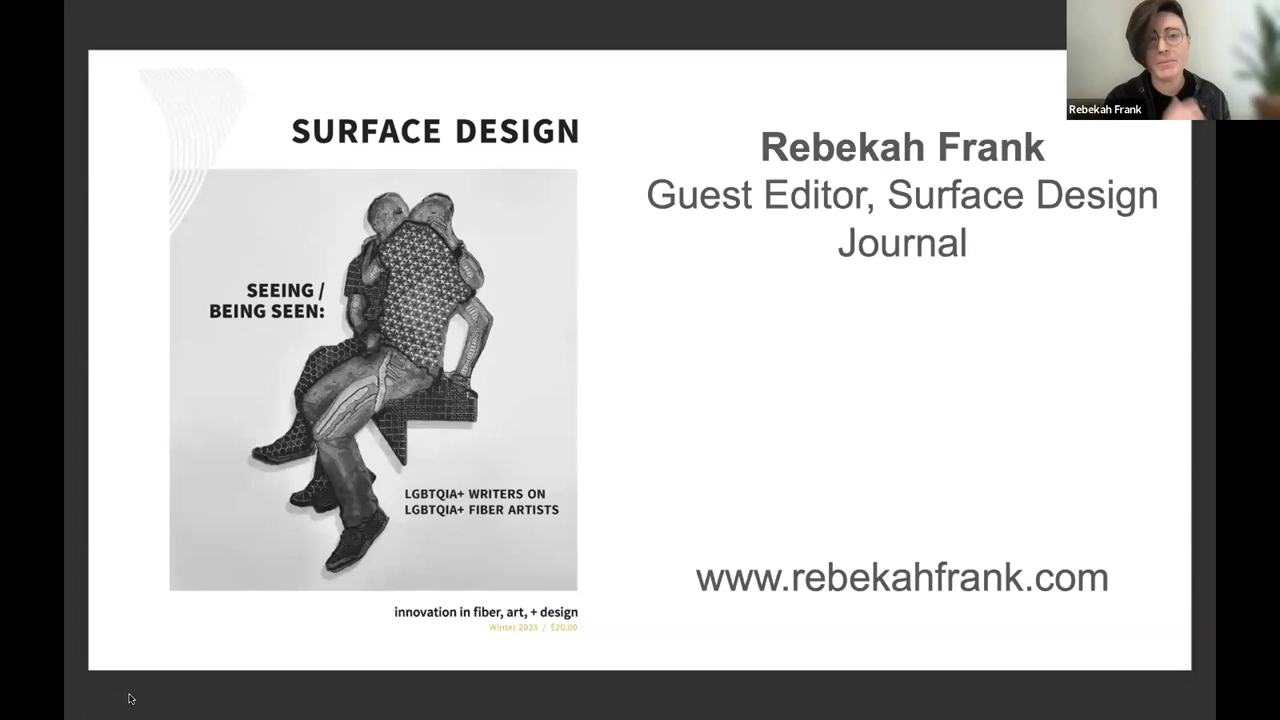 SURFACE DESIGN
SEEING /
BEING SEEN:
LGBTQIA+ WRITERS ON
LGBTQIA+ FIBER ARTISTS
innovation in fiber, art, + design
Winter 2023 / $20.00
Rebekah Frank
Guest Editor, Surface Design
Journal
www.rebekahfrank.com
Rebekah Frank